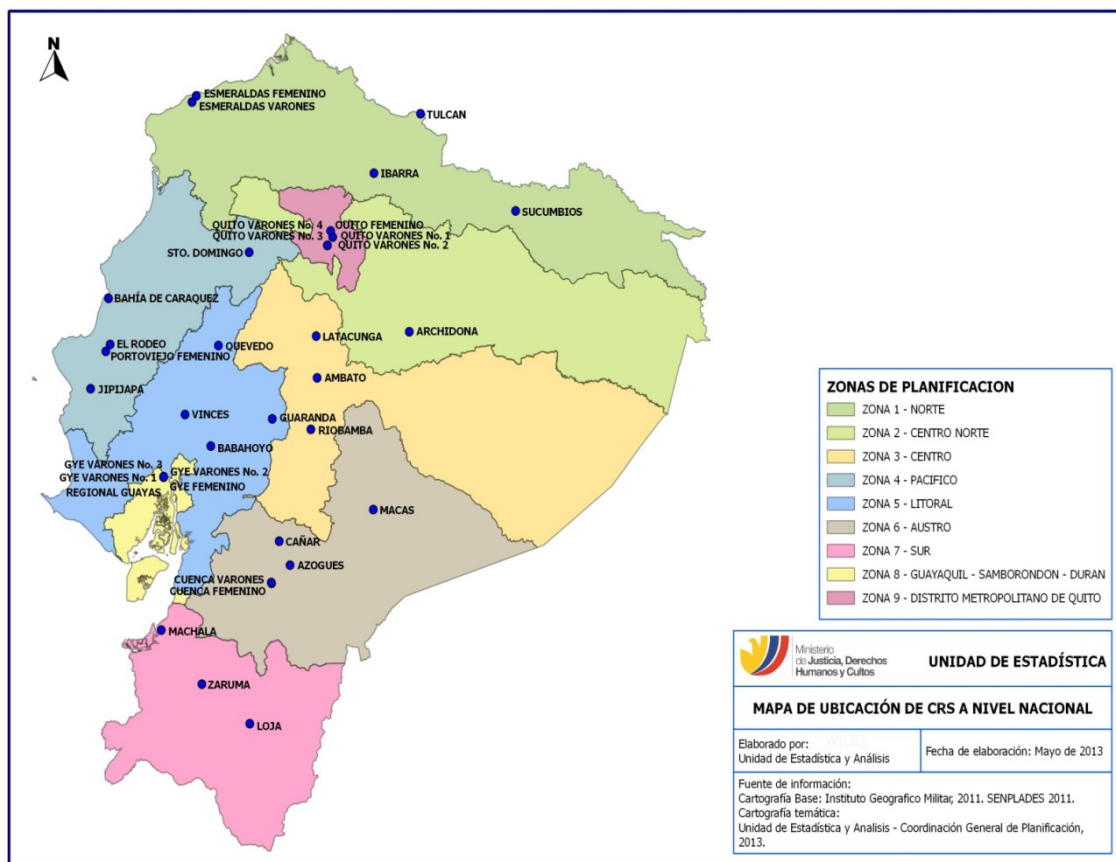 N
ESMERALDAS FEMENINO
ESMERALDAS VARONES
TULCAN
IBARRA
SUCUMBIOS
QUITO VARONES No. 4
QUITO FEMENINO
QUITO VARONES No. 3
QUITO VARONES No. 1
QUITO VARONES No. 2
STO. DOMINGO
BAHÍA DE CARAQUEZ
EL RODEO
PORTOVIEJO FEMENINO
QUEVEDO
LATACUNGA
ARCHIDONA
AMBATO
JIPIJAPA
VINCES
GUARANDA
RIOBAMBA
BABAHOYO
GYE VARONES No. 3
GYE VARONES No. 2
GYE VARONES No. 1
GYE FEMENINO
REGIONAL GUAYAS
MACAS
CAÑAR
AZOGUES
CUENCA VARONES
CUENCA FEMENINO
MACHALA
ZARUMA
LOJA
ZONAS DE PLANIFICACION
ZONA 1 - NORTE
ZONA 2 - CENTRO NORTE
ZONA 3 - CENTRO
ZONA 4 - PACIFICO
ZONA 5 - LITORAL
ZONA 6 - AUSTRO
ZONA 7 - SUR
ZONA 8 - GUAYAQUIL - SAMBORONDON - DURAN
ZONA 9 - DISTRITO METROPOLITANO DE QUITO
Ministerio
de Justicia, Derechos
Humanos y Cultos
UNIDAD DE ESTADÍSTICA
MAPA DE UBICACIÓN DE CRS A NIVEL NACIONAL
Elaborado por:
Unidad de Estadística y Análisis
Fecha de elaboración: Mayo de 2013
Fuente de información:
Cartografía Base: Instituto Geografico Militar, 2011. SENPLADES 2011.
Cartografía temática:
Unidad de Estadística y Analisis - Coordinación General de Planificación,
2013.